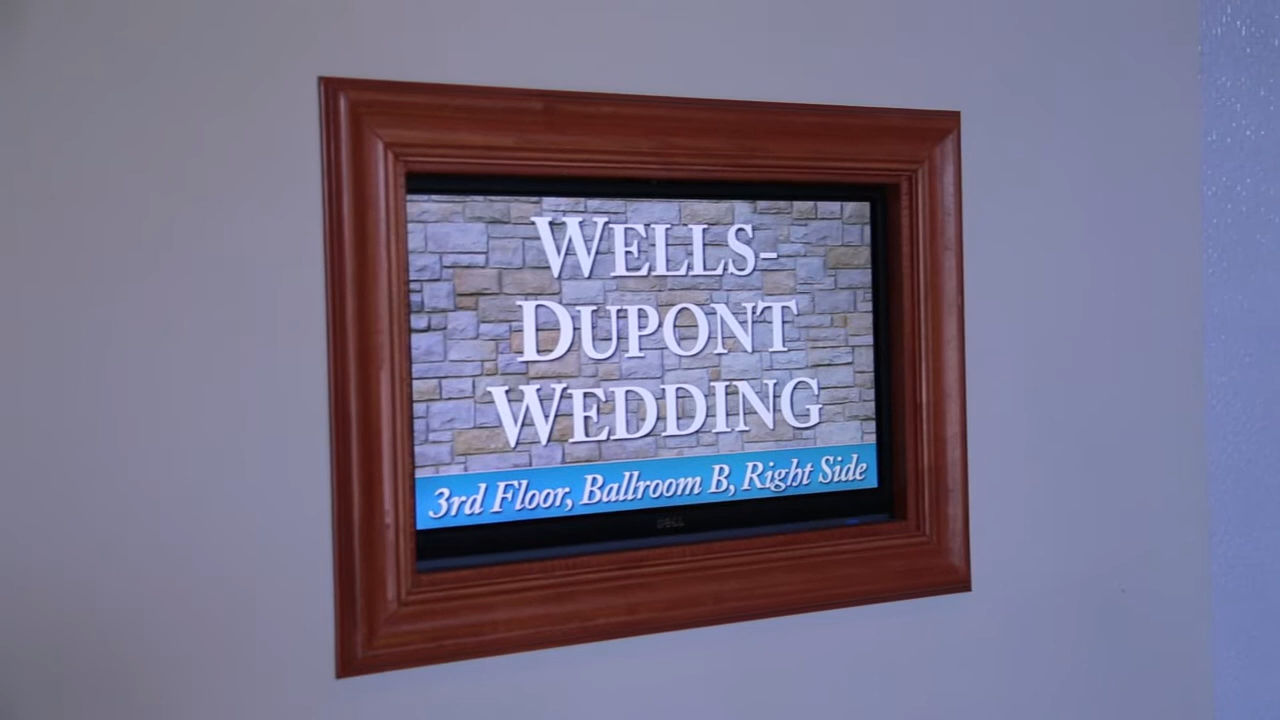 WELLS-
DUPONT
WEDDING
3rd Floor, Ballroom B, Right Side
DELL